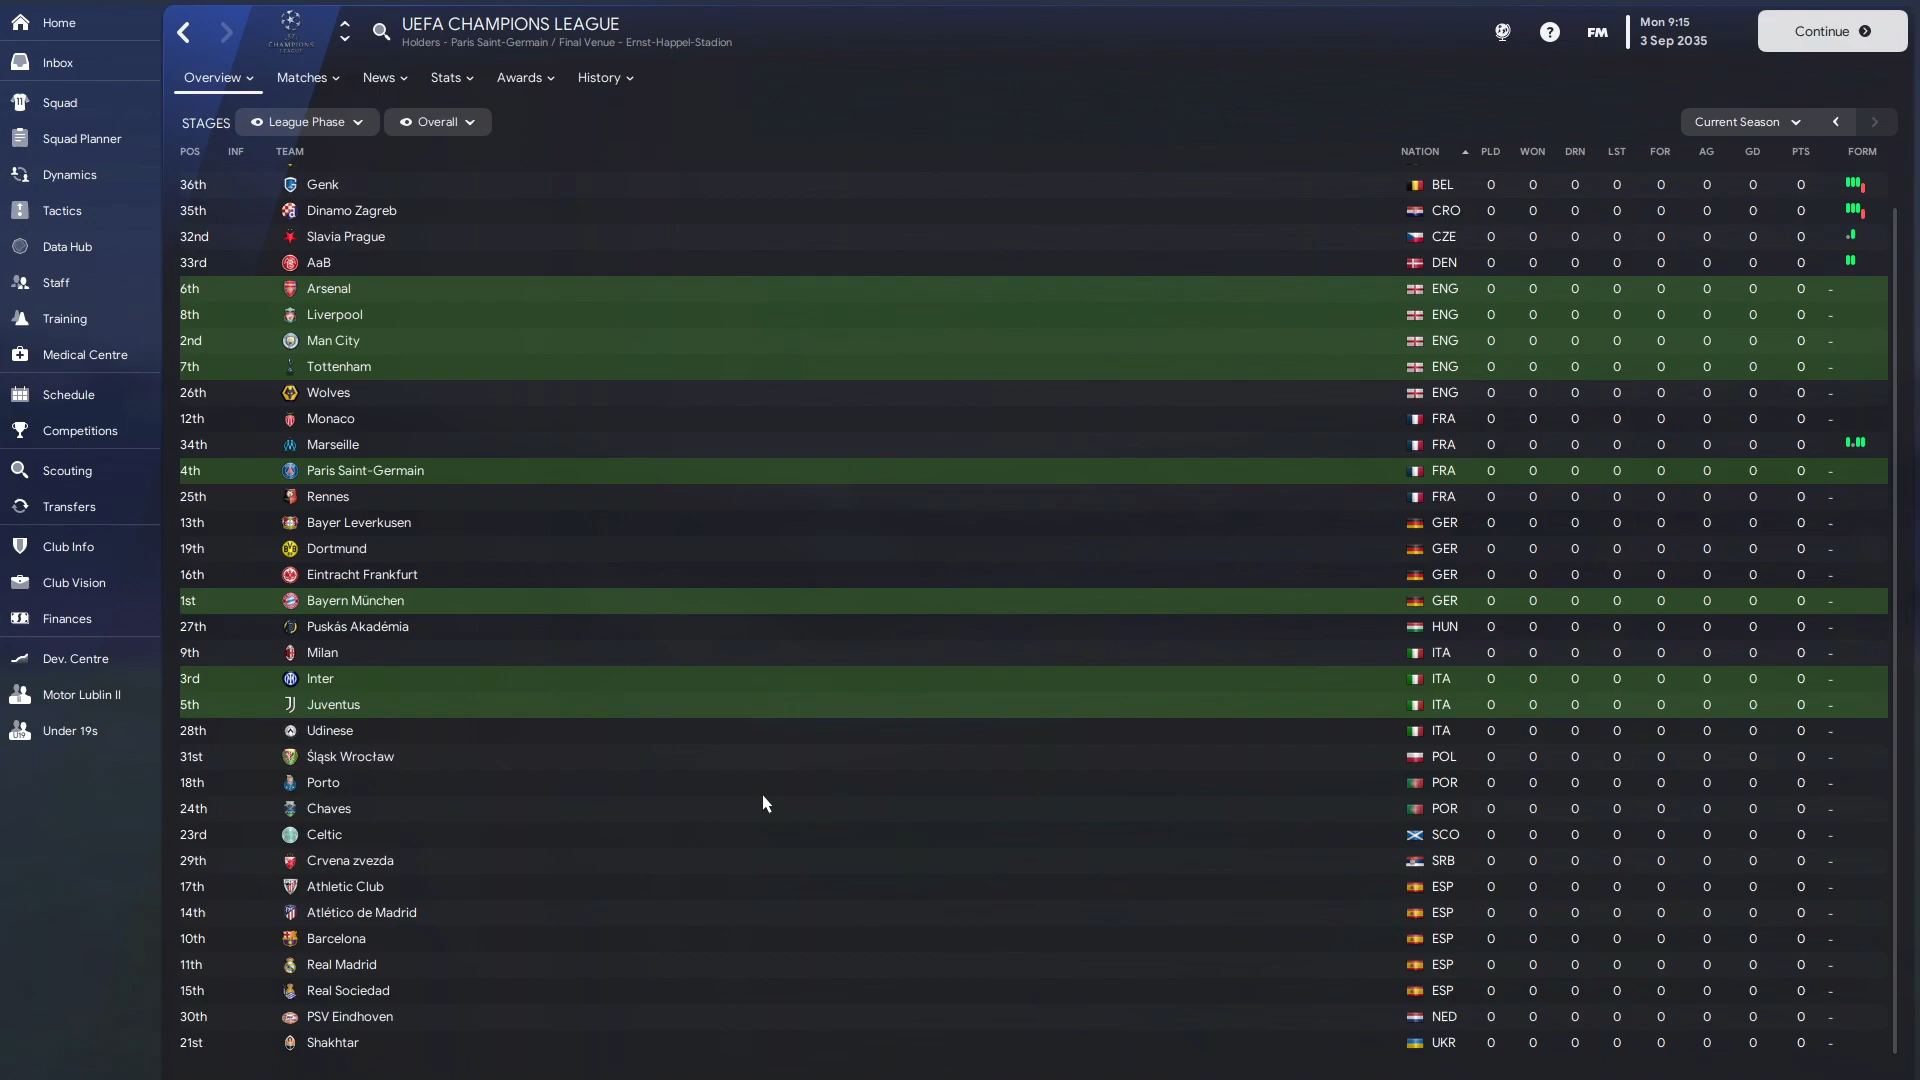 Home
Inbox
Squad
Squad Planner
Dynamics
Tactics
Data Hub
Staff
Training
Medical Centre
Schedule
Competitions
Scouting
Transfers
Club Info
Club Vision
Finances
Dev. Centre
Motor Lublin II
Under 19s
CHAMPIONS
UEFA CHAMPIONS LEAGUE
Holders - Paris Saint-Germain / Final Venue - Ernst-Happel-Stadion
FM
Mon 9:15
3 Sep 2035
Continue
Overview Matches News Stats Awards History
STAGES League Phase Overall Current Season
POS INF TEAM NATION PLD WON DRN LST FOR AG GD PTS FORM
36th Genk BEL 0 0 0 0 0 0 0 0
35th Dinamo Zagreb CRO 0 0 0 0 0 0 0 0
32nd Slavia Prague CZE 0 0 0 0 0 0 0 0
33rd AaB DEN 0 0 0 0 0 0 0 0
6th Arsenal ENG 0 0 0 0 0 0 0 0 -
8th Liverpool ENG 0 0 0 0 0 0 0 0 -
2nd Man City ENG 0 0 0 0 0 0 0 0 -
7th Tottenham ENG 0 0 0 0 0 0 0 0 -
26th Wolves ENG 0 0 0 0 0 0 0 0 -
12th Monaco FRA 0 0 0 0 0 0 0 0 -
34th Marseille FRA 0 0 0 0 0 0 0 0
4th Paris Saint-Germain FRA 0 0 0 0 0 0 0 0 -
25th Rennes FRA 0 0 0 0 0 0 0 0 -
13th Bayer Leverkusen GER 0 0 0 0 0 0 0 0 -
19th Dortmund GER 0 0 0 0 0 0 0 0 -
16th Eintracht Frankfurt GER 0 0 0 0 0 0 0 0 -
1st Bayern München GER 0 0 0 0 0 0 0 0 -
27th Puskás Akadémia HUN 0 0 0 0 0 0 0 0 -
9th Milan ITA 0 0 0 0 0 0 0 0 -
3rd Inter ITA 0 0 0 0 0 0 0 0 -
5th Juventus ITA 0 0 0 0 0 0 0 0 -
28th Udinese ITA 0 0 0 0 0 0 0 0 -
31st Śląsk Wrocław POL 0 0 0 0 0 0 0 0 -
18th Porto POR 0 0 0 0 0 0 0 0 -
24th Chaves POR 0 0 0 0 0 0 0 0 -
23rd Celtic SCO 0 0 0 0 0 0 0 0 -
29th Crvena zvezda SRB 0 0 0 0 0 0 0 0 -
17th Athletic Club ESP 0 0 0 0 0 0 0 0 -
14th Atlético de Madrid ESP 0 0 0 0 0 0 0 0 -
10th Barcelona ESP 0 0 0 0 0 0 0 0 -
11th Real Madrid ESP 0 0 0 0 0 0 0 0 -
15th Real Sociedad ESP 0 0 0 0 0 0 0 0 -
30th PSV Eindhoven NED 0 0 0 0 0 0 0 0 -
21st Shakhtar UKR 0 0 0 0 0 0 0 0 -